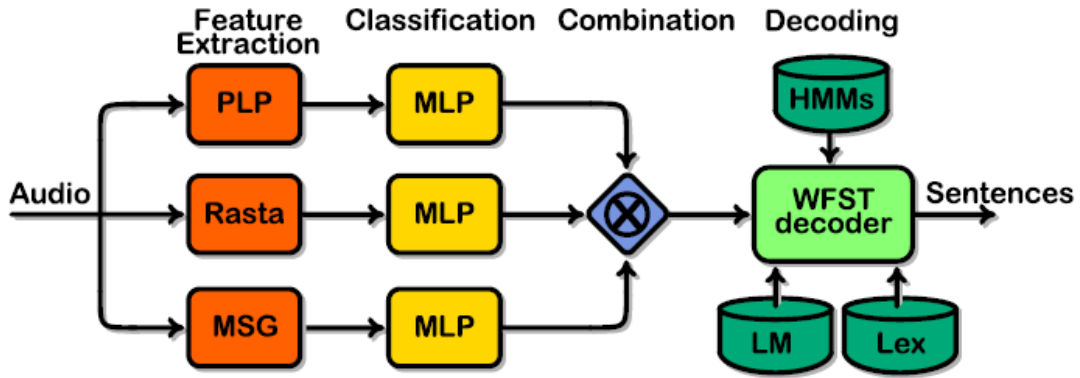 Feature
Extraction
Classification
Combination
Decoding
PLP
MLP
HMMs
Audio
Rasta
MLP
WFST
decoder
Sentences
MSG
MLP
LM
Lex